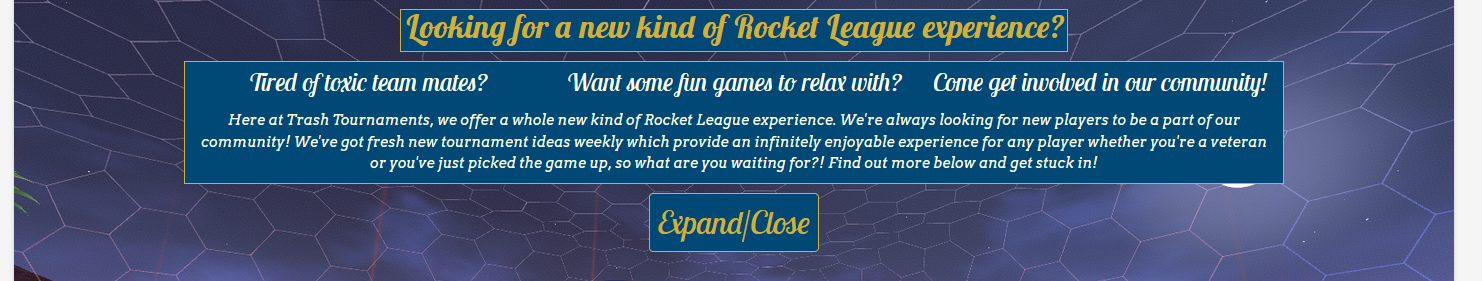 Looking for a new kind of Rocket League experience?
Tired of toxic team mates? Want some fun games to relax with? Come get involved in our community!
Here at Trash Tournaments, we offer a whole new kind of Rocket League experience. We're always looking for new players to be a part of our
community! We've got fresh new tournament ideas weekly which provide an infinitely enjoyable experience for any player whether you're a veteran
or you've just picked the game up, so what are you waiting for?! Find out more below and get stuck in!
Expand/Close